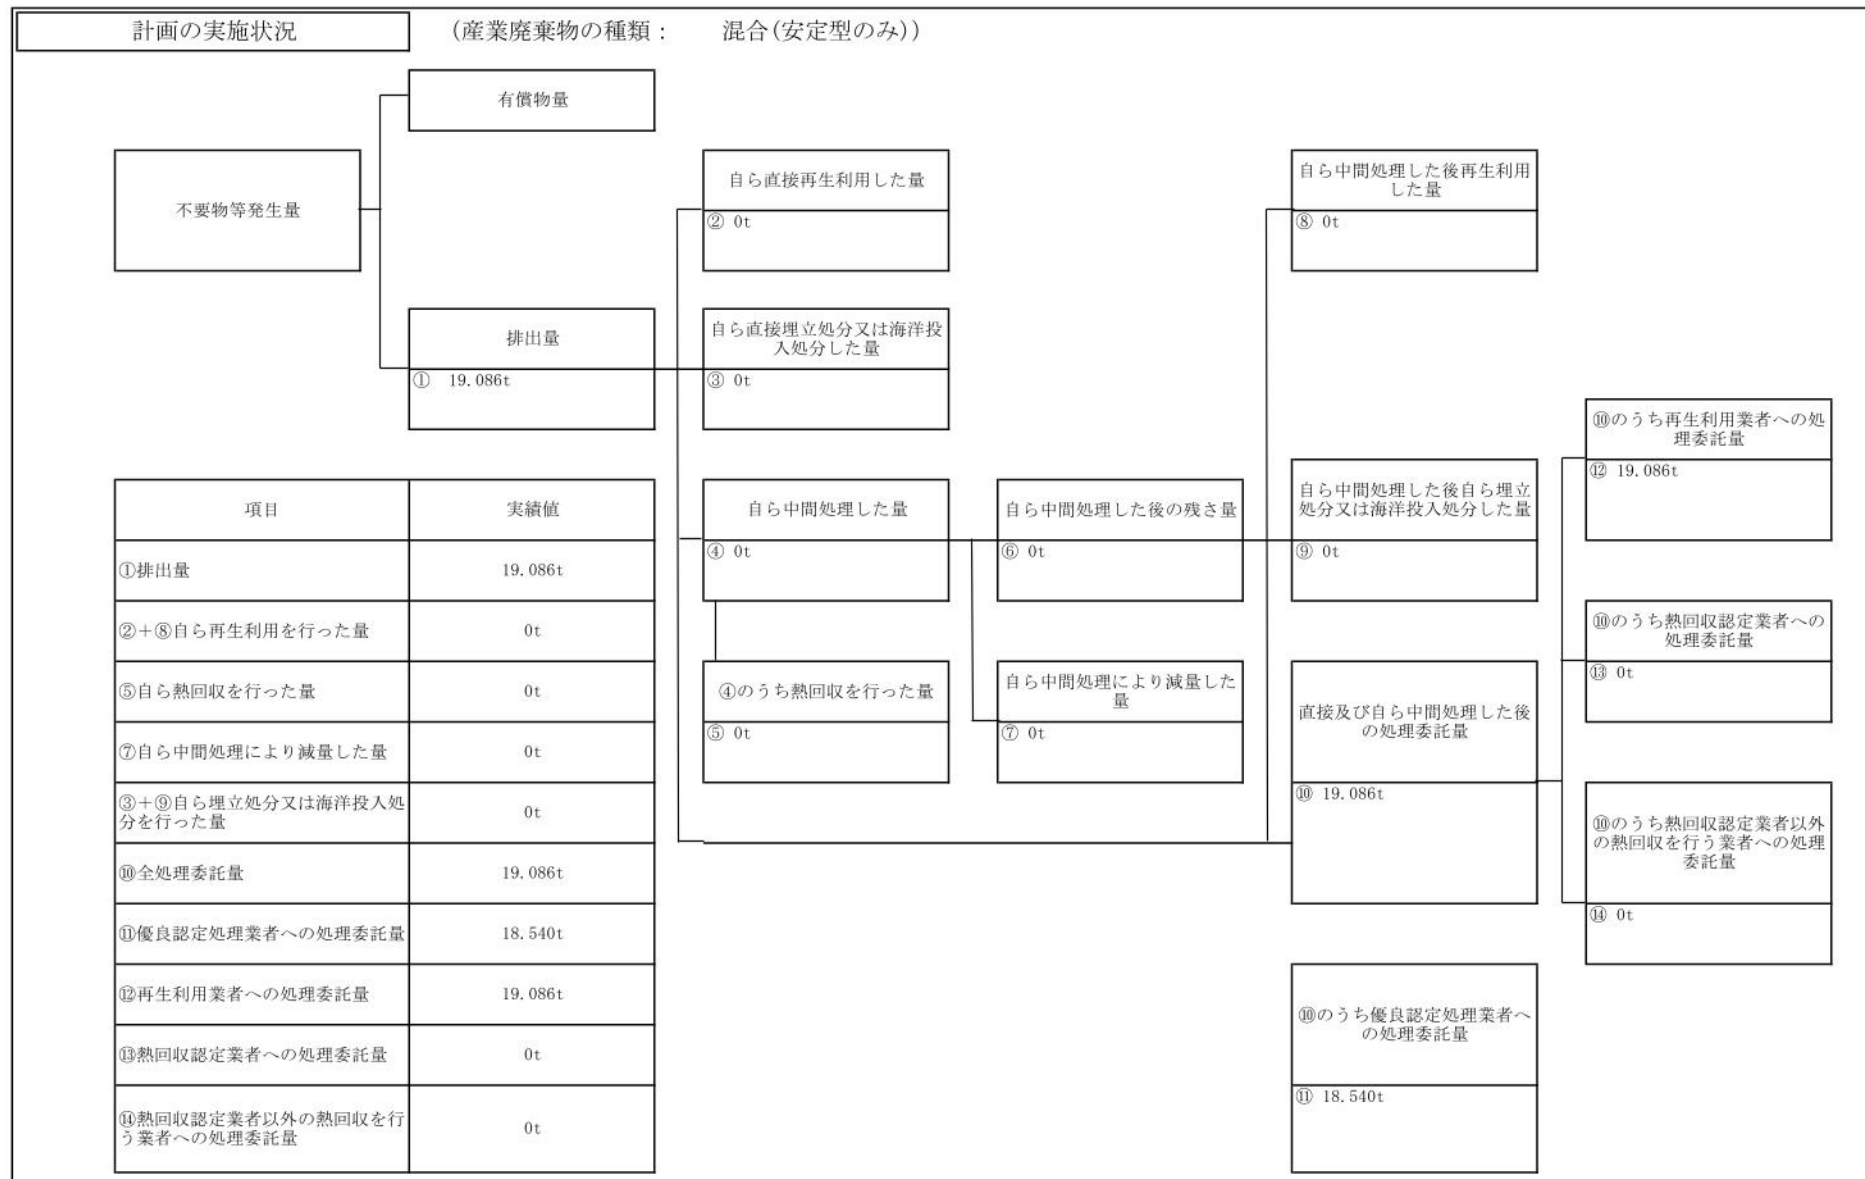 計画の実施状況 (産業廃棄物の種類： 混合(安定型のみ))
有償物量
不要物等発生量
自ら直接再生利用した量
② 0t
自ら中間処理した後再生利用
した量
⑧ 0t
排出量
① 19.086t
自ら直接埋立処分又は海洋投
入処分した量
③ 0t
⑩のうち再生利用業者への処
理委託量
⑫ 19.086t
自ら中間処理した量
④ 0t
自ら中間処理した後の残さ量
⑥ 0t
自ら中間処理した後自ら埋立
処分又は海洋投入処分した量
⑨ 0t
⑩のうち熱回収認定業者への
処理委託量
⑬ 0t
④のうち熱回収を行った量
⑤ 0t
自ら中間処理により減量した
量
⑦ 0t
直接及び自ら中間処理した後
の処理委託量
⑩ 19.086t
⑩のうち熱回収認定業者以外
の熱回収を行う業者への処理
委託量
⑭ 0t
⑩のうち優良認定処理業者へ
の処理委託量
⑪ 18.540t
項目 実績値
①排出量 19.086t
②＋⑧自ら再生利用を行った量 0t
⑤自ら熱回収を行った量 0t
⑦自ら中間処理により減量した量 0t
③＋⑨自ら埋立処分又は海洋投入処
分を行った量 0t
⑩全処理委託量 19.086t
⑪優良認定処理業者への処理委託量 18.540t
⑫再生利用業者への処理委託量 19.086t
⑬熱回収認定業者への処理委託量 0t
⑭熱回収認定業者以外の熱回収を行
う業者への処理委託量 0t